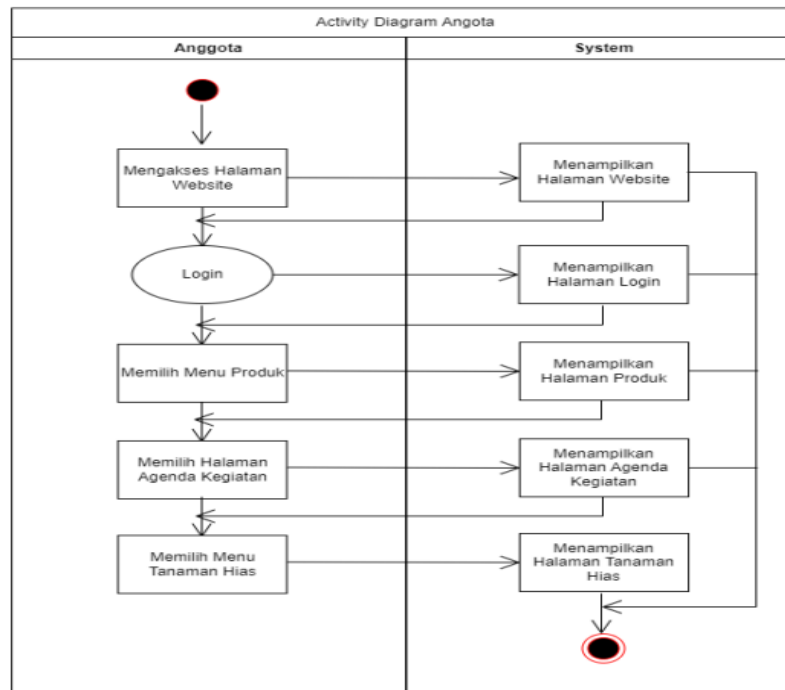 Activity Diagram Angota
Anggota
System
Mengakses Halaman
Website
Menampilkan
Halaman Website
Login
Menampilkan
Halaman Login
Memilih Menu Produk
Menampilkan
Halaman Produk
Memilih Halaman
Agenda Kegiatan
Menampilkan
Halaman Agenda
Kegiatan
Memilih Menu
Tanaman Hias
Menampilkan
Halaman Tanaman
Hias